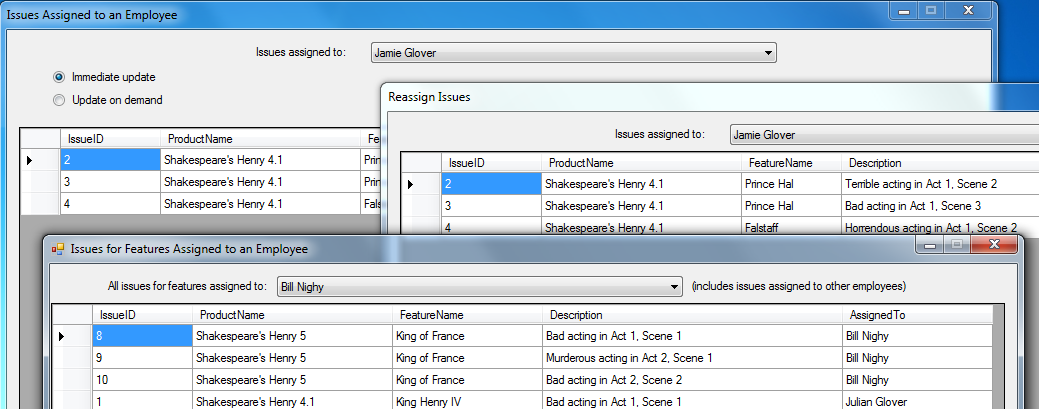 Issues Assigned to an Employee
Issues assigned to: Jamie Glover
Immediate update
Update on demand
IssueID ProductName Fe
2 Shakespeare's Henry 4.1 Prin
3 Shakespeare's Henry 4.1 Prin
4 Shakespeare's Henry 4.1 Fals
Reassign Issues
Issues assigned to: Jamie Glover
IssueID ProductName FeatureName Description
2 Shakespeare's Henry 4.1 Prince Hal Terrible acting in Act 1, Scene 2
3 Shakespeare's Henry 4.1 Prince Hal Bad acting in Act 1, Scene 3
4 Shakespeare's Henry 4.1 Falstaff Horrendous acting in Act 1, Scene 2
Issues for Features Assigned to an Employee
All issues for features assigned to: Bill Nighy (includes issues assigned to other employees)
IssueID ProductName FeatureName Description AssignedTo
8 Shakespeare's Henry 5 King of France Bad acting in Act 1, Scene 1 Bill Nighy
9 Shakespeare's Henry 5 King of France Murderous acting in Act 2, Scene 1 Bill Nighy
10 Shakespeare's Henry 5 King of France Bad acting in Act 2, Scene 2 Bill Nighy
1 Shakespeare's Henry 4.1 King Henry IV Bad acting in Act 1, Scene 1 Julian Glover